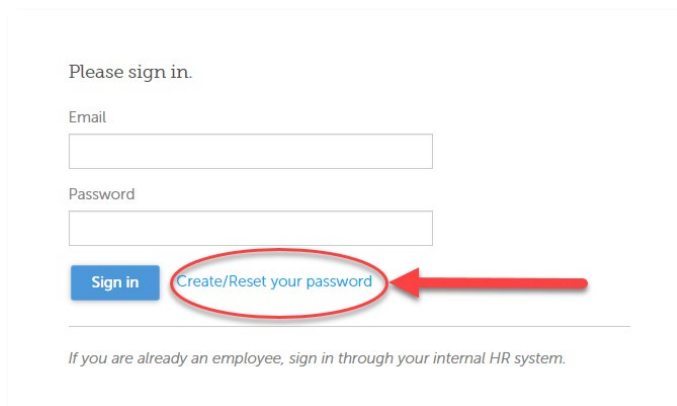 Please sign in.
Email
Password
Sign in
Create/Reset your password
If you are already an employee, sign in through your internal HR system.